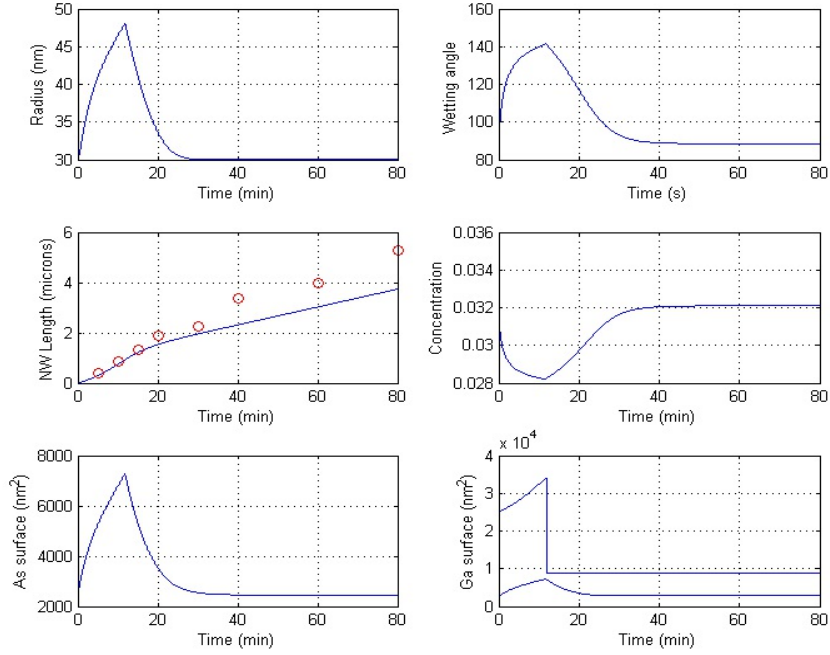 50
45
40
35
30
Radius (nm)
0 20 40 60 80
Time (min)
160
140
120
100
80
Wetting angle
0 20 40 60 80
Time (s)
6
4
2
0
NW Length (microns)
0 20 40 60 80
Time (min)
0.036
0.034
0.032
0.03
0.028
Concentration
0 20 40 60 80
Time (min)
8000
6000
4000
2000
As surface (nm²)
0 20 40 60 80
Time (min)
x 10⁴
4
3
2
1
0
Ga surface (nm²)
0 20 40 60 80
Time (min)